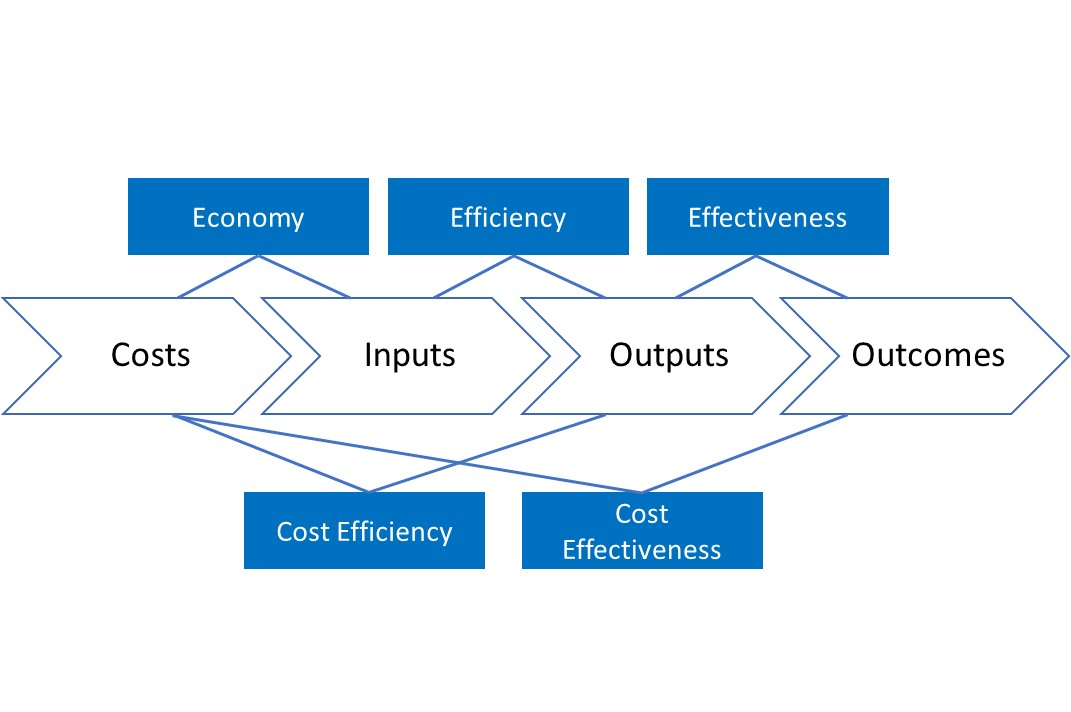 Economy
Efficiency
Effectiveness
Costs
Inputs
Outputs
Outcomes
Cost Efficiency
Cost
Effectiveness